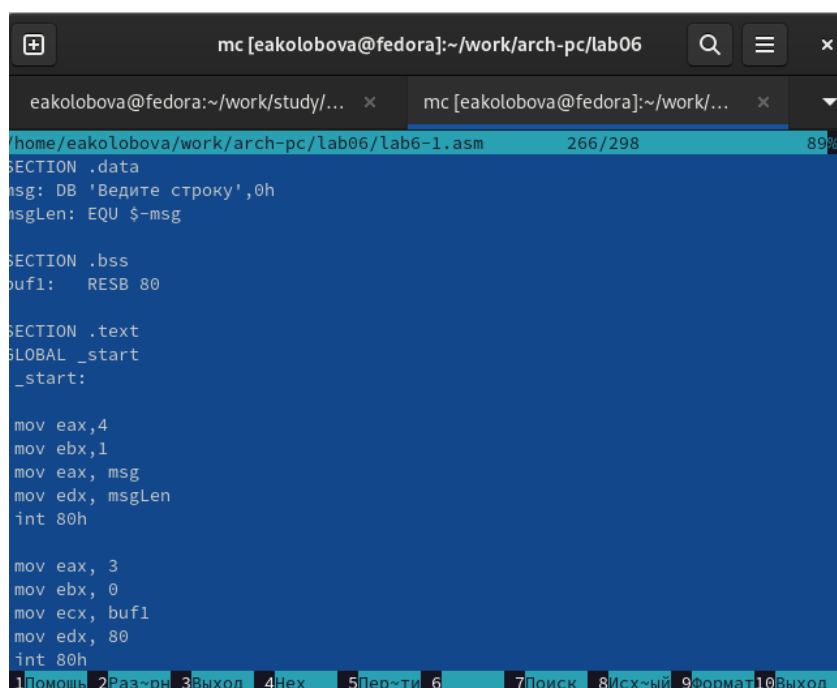 mc [eakolobova@fedora]:~/work/arch-pc/lab06
eakolobova@fedora:~/work/study/... × mc [eakolobova@fedora]:~/work/... ×
/home/eakolobova/work/arch-pc/lab06/lab6-1.asm 266/298 89%
SECTION .data
msg: DB 'Ведите строку',0h
msgLen: EQU $-msg
SECTION .bss
buf1: RESB 80
SECTION .text
GLOBAL _start
_start:
mov eax,4
mov ebx,1
mov eax, msg
mov edx, msgLen
int 80h
mov eax, 3
mov ebx, 0
mov ecx, buf1
mov edx, 80
int 80h
1Помощь 2Раз~рн 3Выход 4Hex 5Пер~ти 6 7Поиск 8Исх~ый 9Формат 10Выход